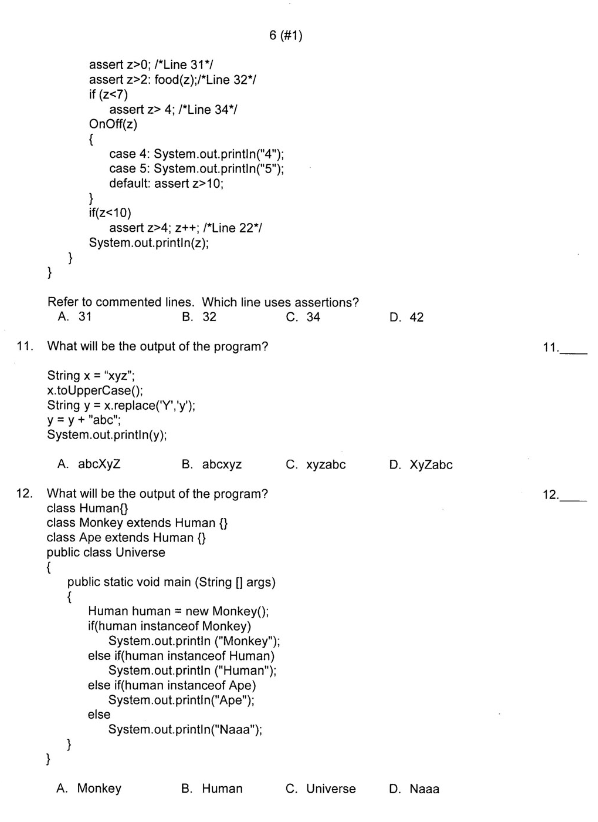 6 (#1)
assert z>0; /*Line 31*/
assert z>2: food(z);/*Line 32*/
if (z<7)
assert z> 4; /*Line 34*/
OnOff(z)
{
case 4: System.out.println("4");
case 5: System.out.println("5");
default: assert z>10;
}
if(z<10)
assert z>4; z++; /*Line 22*/
System.out.println(z);
}
}
Refer to commented lines. Which line uses assertions?
A. 31 B. 32 C. 34 D. 42
11. What will be the output of the program? 11.____
String x = "xyz";
x.toUpperCase();
String y = x.replace('Y','y');
y = y + "abc";
System.out.println(y);
A. abcXyZ B. abcxyz C. xyzabc D. XyZabc
12. What will be the output of the program? 12.____
class Human{}
class Monkey extends Human {}
class Ape extends Human {}
public class Universe
{
public static void main (String [] args)
{
Human human = new Monkey();
if(human instanceof Monkey)
System.out.println ("Monkey");
else if(human instanceof Human)
System.out.println ("Human");
else if(human instanceof Ape)
System.out.println("Ape");
else
System.out.println("Naaa");
}
}
A. Monkey B. Human C. Universe D. Naaa